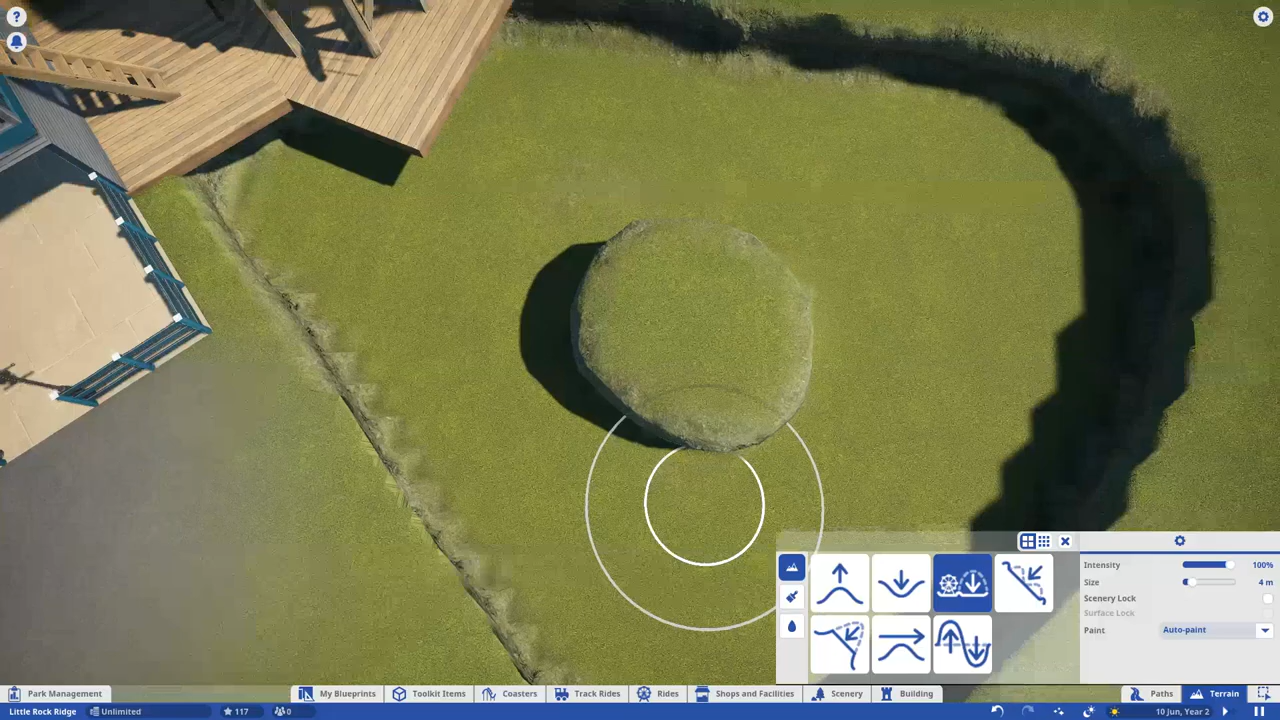 ?
Intensity 100%
Size 4 m
Scenery Lock
Surface Lock
Paint Auto-paint
Park Management My Blueprints Toolkit Items Coasters Track Rides Rides Shops and Facilities Scenery Building Paths Terrain
Little Rock Ridge Unlimited 117 0 10 Jun, Year 2